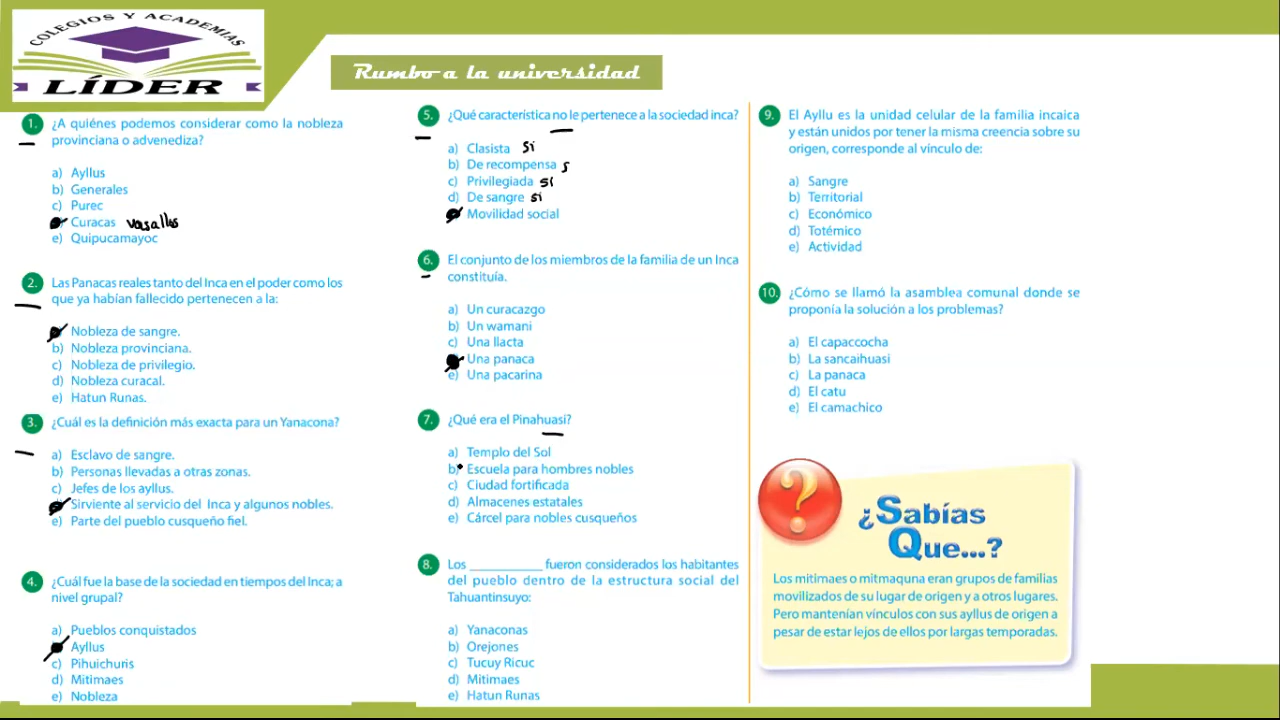 COLEGIOS Y ACADEMIAS
LÍDER
Rumbo a la universidad
1. ¿A quiénes podemos considerar como la nobleza
provinciana o advenediza?
a) Ayllus
b) Generales
c) Purec
Curacas vasallos
e) Quipucamayoc
2. Las Panacas reales tanto del Inca en el poder como los
que ya habían fallecido pertenecen a la:
Nobleza de sangre.
b) Nobleza provinciana.
c) Nobleza de privilegio.
d) Nobleza curacal.
e) Hatun Runas.
3. ¿Cuál es la definición más exacta para un Yanacona?
a) Esclavo de sangre.
b) Personas llevadas a otras zonas.
c) Jefes de los ayllus.
Sirviente al servicio del Inca y algunos nobles.
e) Parte del pueblo cusqueño fiel.
4. ¿Cuál fue la base de la sociedad en tiempos del Inca; a
nivel grupal?
a) Pueblos conquistados
Ayllus
c) Pihuichuris
d) Mitimaes
e) Nobleza
5. ¿Qué característica no le pertenece a la sociedad inca?
a) Clasista si
b) De recompensa s
c) Privilegiada si
d) De sangre si
Movilidad social
6. El conjunto de los miembros de la familia de un Inca
constituía.
a) Un curacazgo
b) Un wamani
c) Una llacta
Una panaca
e) Una pacarina
7. ¿Qué era el Pinahuasi?
a) Templo del Sol
b) Escuela para hombres nobles
c) Ciudad fortificada
d) Almacenes estatales
e) Cárcel para nobles cusqueños
8. Los ___________ fueron considerados los habitantes
del pueblo dentro de la estructura social del
Tahuantinsuyo:
a) Yanaconas
b) Orejones
c) Tucuy Ricuc
d) Mitimaes
e) Hatun Runas
9. El Ayllu es la unidad celular de la familia incaica
y están unidos por tener la misma creencia sobre su
origen, corresponde al vínculo de:
a) Sangre
b) Territorial
c) Económico
d) Totémico
e) Actividad
10. ¿Cómo se llamó la asamblea comunal donde se
proponía la solución a los problemas?
a) El capaccocha
b) La sancaihuasi
c) La panaca
d) El catu
e) El camachico
?
¿Sabías
Que...?
Los mitimaes o mitmaquna eran grupos de familias
movilizados de su lugar de origen y a otros lugares.
Pero mantenían vínculos con sus ayllus de origen a
pesar de estar lejos de ellos por largas temporadas.